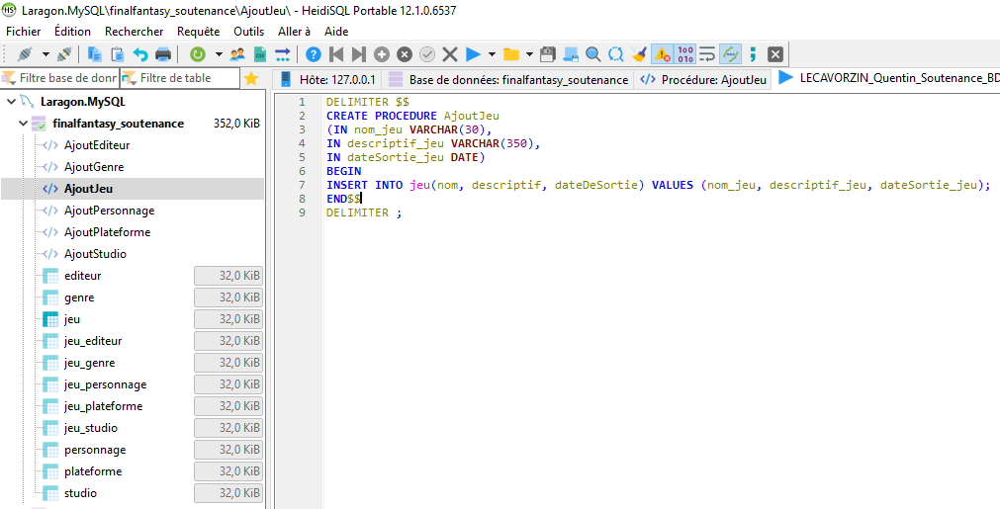 Laragon.MySQL\finalfantasy_soutenance\AjoutJeu\ - HeidiSQL Portable 12.1.0.6537
Fichier Édition Rechercher Requête Outils Aller à Aide
Filtre base de donr Filtre de table
Hôte: 127.0.0.1 Base de données: finalfantasy_soutenance Procédure: AjoutJeu LECAVORZIN_Quentin_Soutenance_BD
Laragon.MySQL
finalfantasy_soutenance 352,0 KiB
AjoutEditeur
AjoutGenre
AjoutJeu
AjoutPersonnage
AjoutPlateforme
AjoutStudio
editeur 32,0 KiB
genre 32,0 KiB
jeu 32,0 KiB
jeu_editeur 32,0 KiB
jeu_genre 32,0 KiB
jeu_personnage 32,0 KiB
jeu_plateforme 32,0 KiB
jeu_studio 32,0 KiB
personnage 32,0 KiB
plateforme 32,0 KiB
studio 32,0 KiB
1 DELIMITER $$
2 CREATE PROCEDURE AjoutJeu
3 (IN nom_jeu VARCHAR(30),
4 IN descriptif_jeu VARCHAR(350),
5 IN dateSortie_jeu DATE)
6 BEGIN
7 INSERT INTO jeu(nom, descriptif, dateDeSortie) VALUES (nom_jeu, descriptif_jeu, dateSortie_jeu);
8 END$$
9 DELIMITER ;